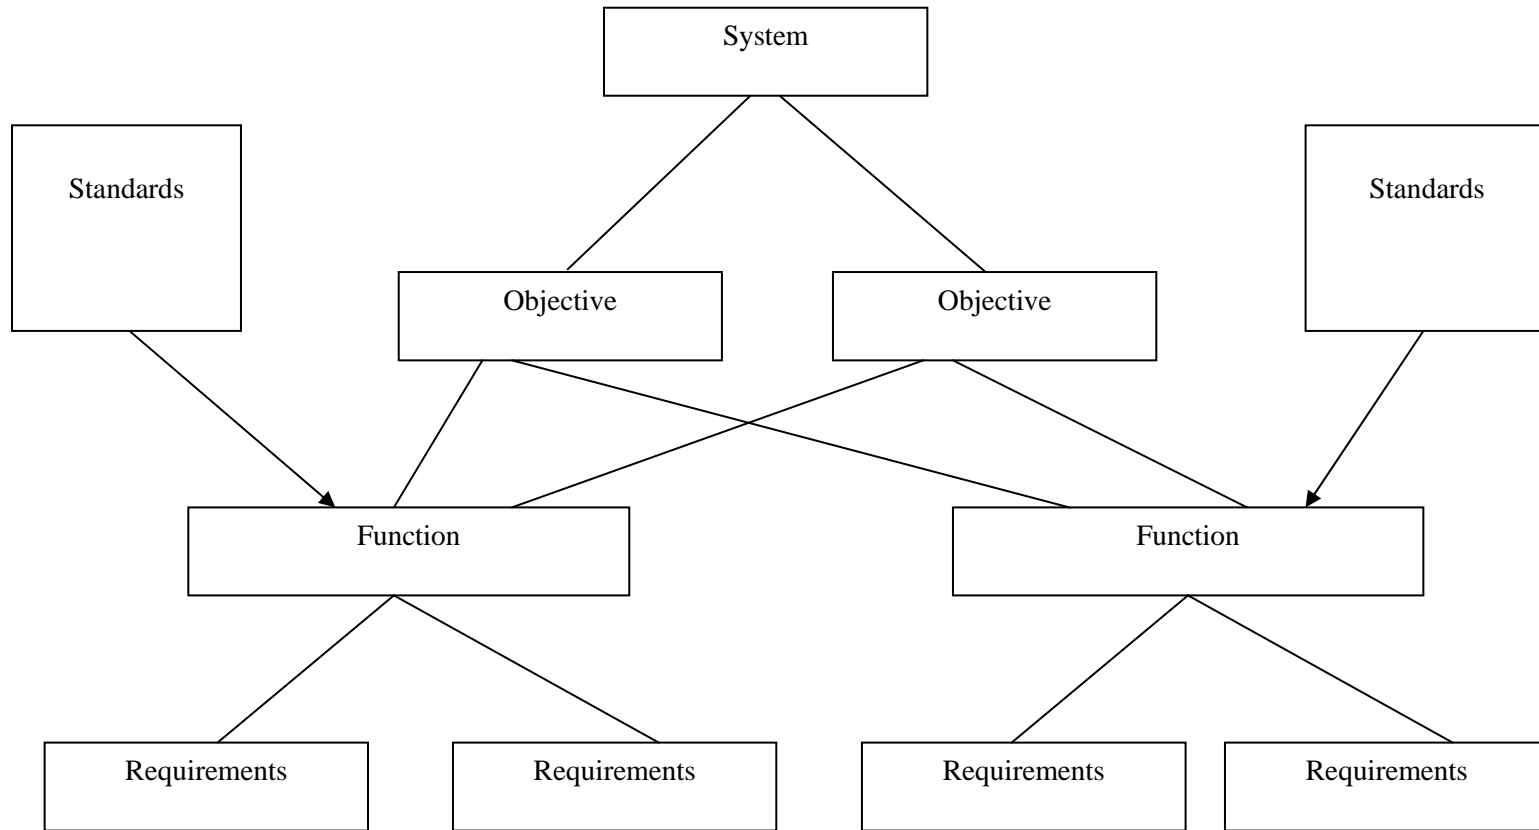 System
Standards
Standards
Objective
Objective
Function
Function
Requirements
Requirements
Requirements
Requirements